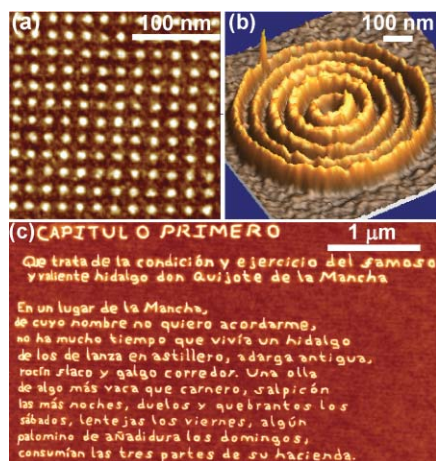 (a) 100 nm
(b) 100 nm
(c) CAPITULO PRIMERO 1 μm
Que trata de la condición y ejercicio del famoso
y valiente hidalgo don Quijote de la Mancha
En un lugar de la Mancha,
de cuyo nombre no quiero acordarme,
no ha mucho tiempo que vivía un hidalgo
de los de lanza en astillero, adarga antigua,
rocín flaco y galgo corredor. Una olla
de algo más vaca que carnero, salpicón
las más noches, duelos y quebrantos los
sábados, lentejas los viernes, algún
palomino de añadidura los domingos,
consumían las tres partes de su hacienda.